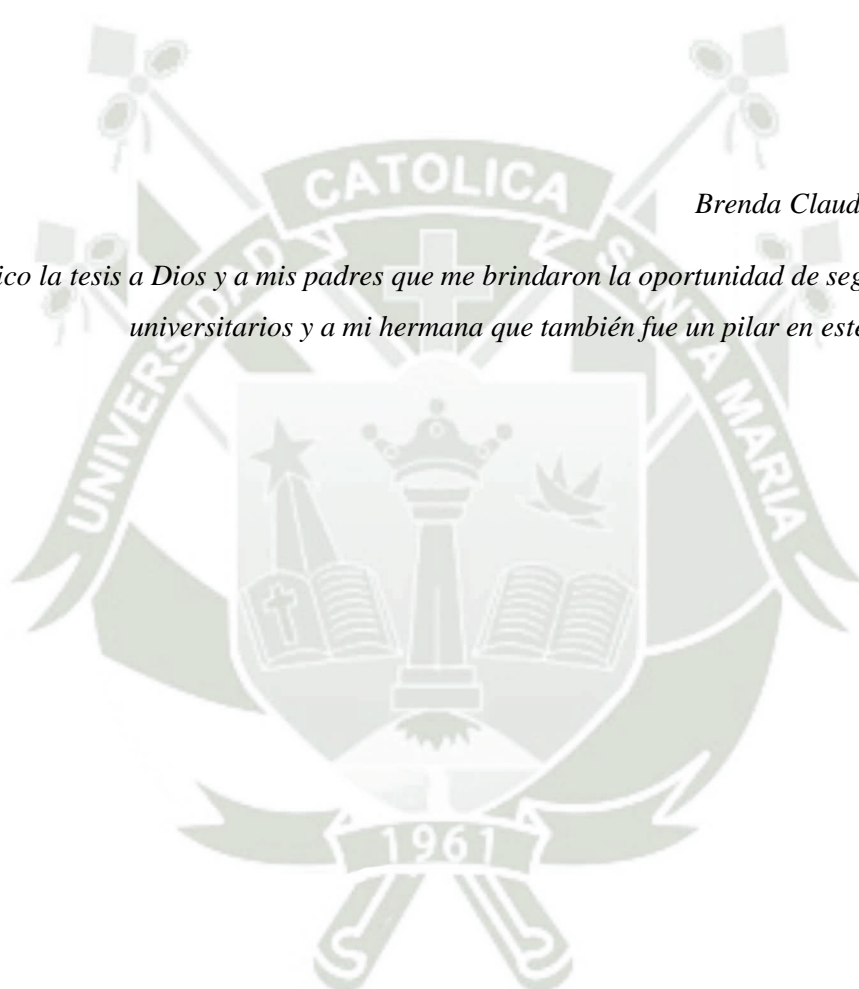 CATOLICA
UNIVERSIDAD
SANTA MARIA
Brenda Claud
ico la tesis a Dios y a mis padres que me brindaron la oportunidad de seg
universitarios y a mi hermana que también fue un pilar en este
1961